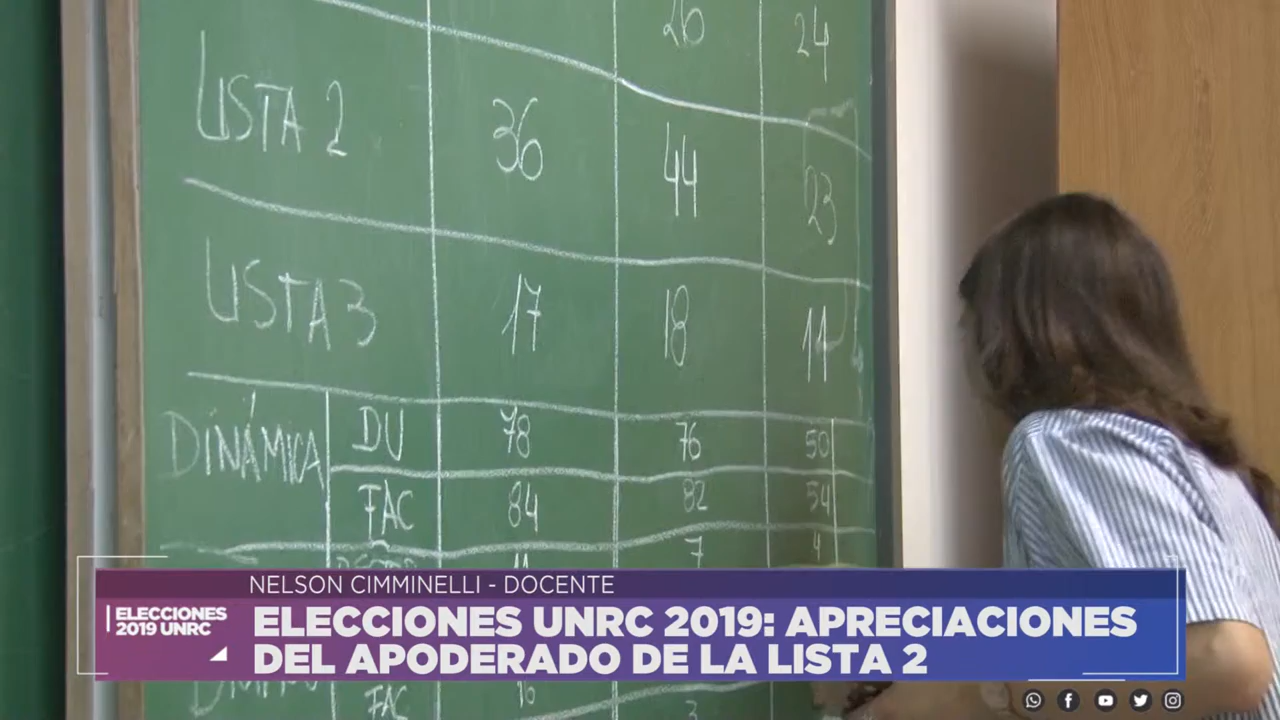 26 24
LISTA 2 36 44 23
LISTA 3 17 18 11
DINÁMICA DU 78 76 50
FAC 84 82 54
11 7 4
NELSON CIMMINELLI - DOCENTE
ELECCIONES
2019 UNRC
ELECCIONES UNRC 2019: APRECIACIONES
DEL APODERADO DE LA LISTA 2
FAC 16 3